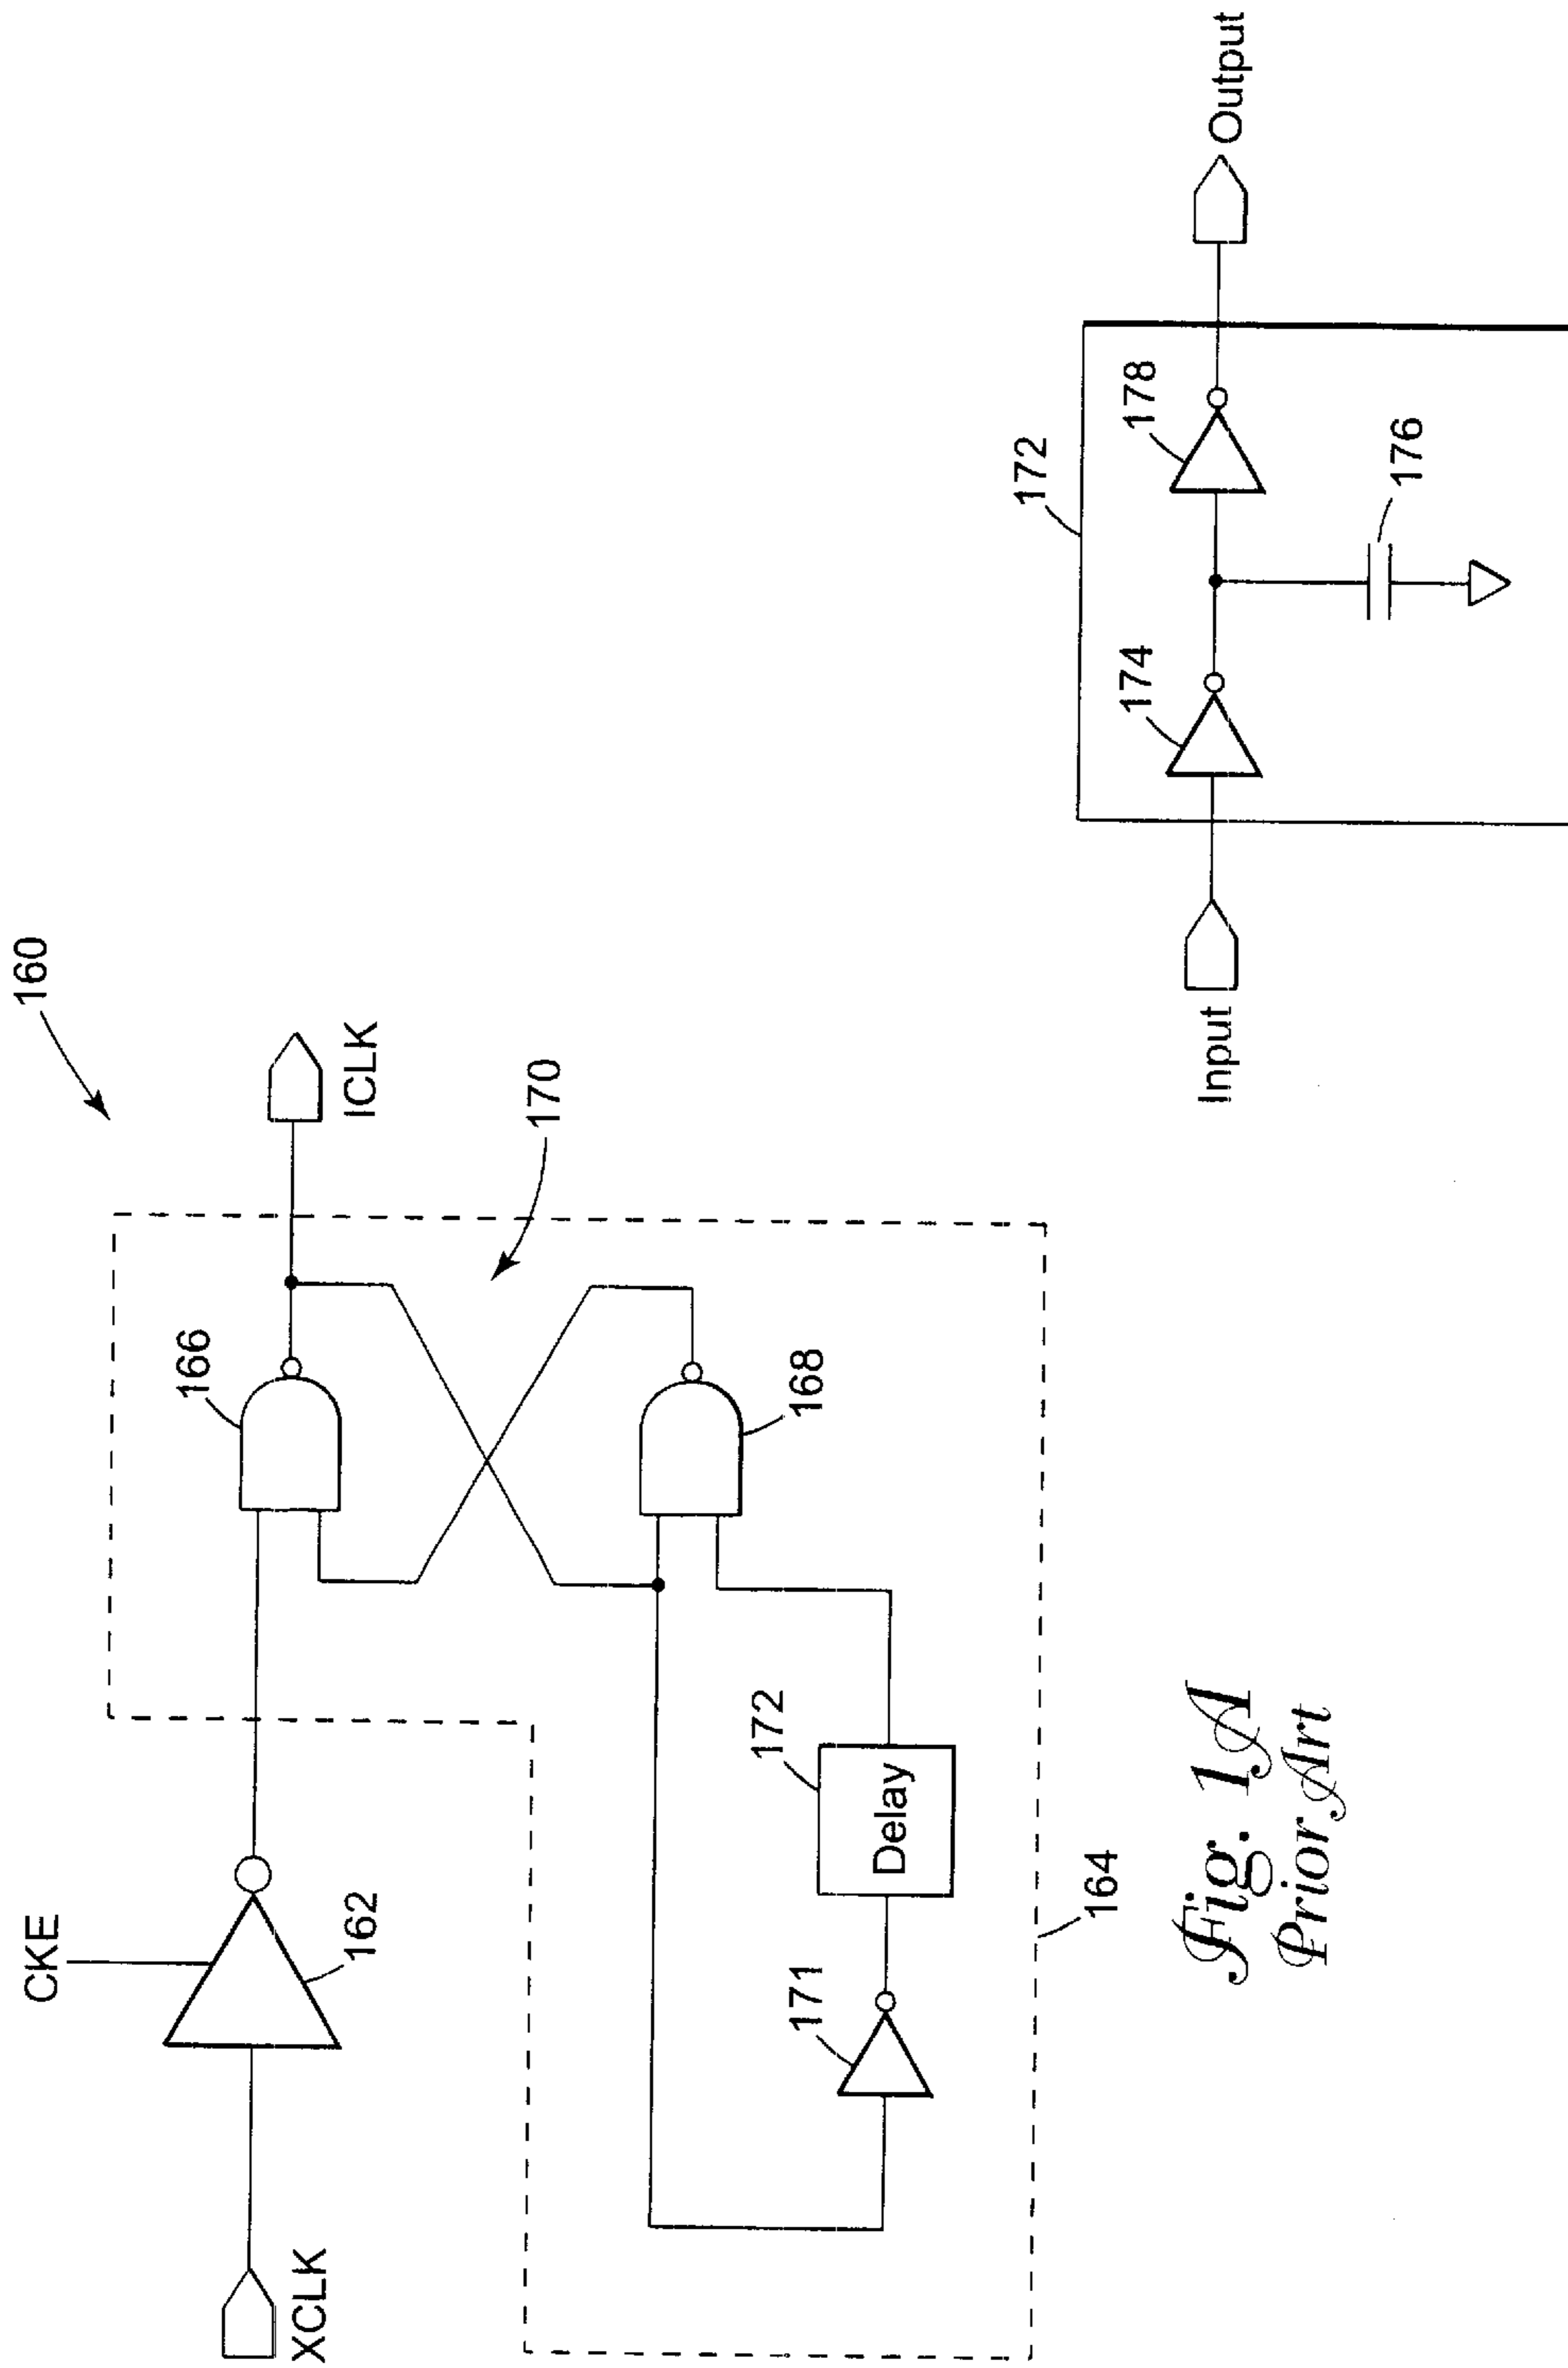 160
CKE
162
XCLK
166
ICLK
170
168
171
172
Delay
164
172
174
178
176
Input
Output
Fig. 1A
Prior Art